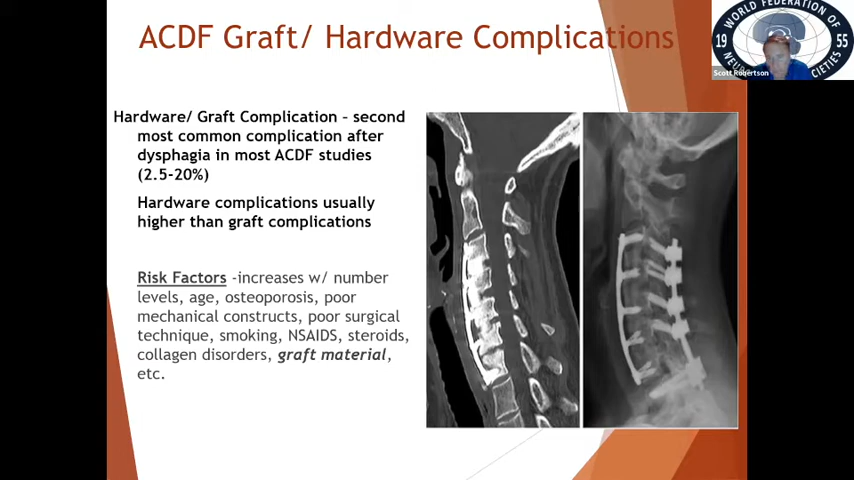 ACDF Graft/ Hardware Complications
WORLD FEDERATION OF
19 55
Scott Robertson
CIETIES
Hardware/ Graft Complication – second
most common complication after
dysphagia in most ACDF studies
(2.5-20%)
Hardware complications usually
higher than graft complications
Risk Factors -increases w/ number
levels, age, osteoporosis, poor
mechanical constructs, poor surgical
technique, smoking, NSAIDS, steroids,
collagen disorders, graft material,
etc.